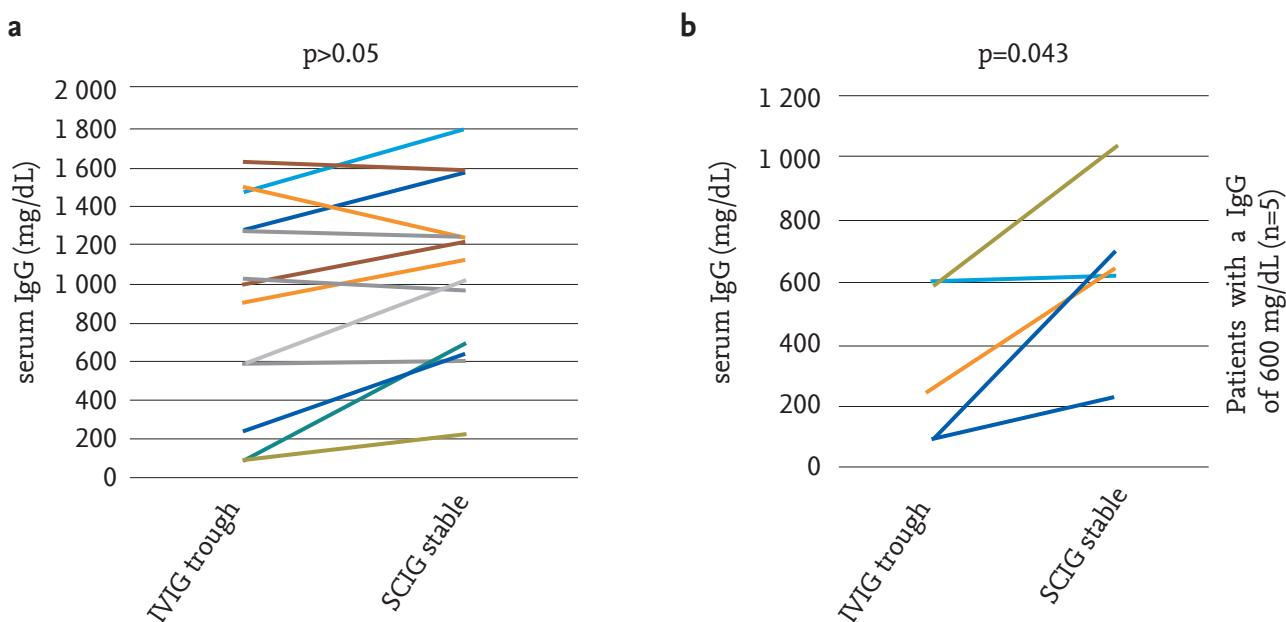 a
p>0.05
serum IgG (mg/dL)
2 000
1 800
1 600
1 400
1 200
1 000
800
600
400
200
0
IVIG trough
SCIG stable
b
p=0.043
serum IgG (mg/dL)
1 200
1 000
800
600
400
200
0
IVIG trough
SCIG stable
Patients with a IgG
of 600 mg/dL (n=5)